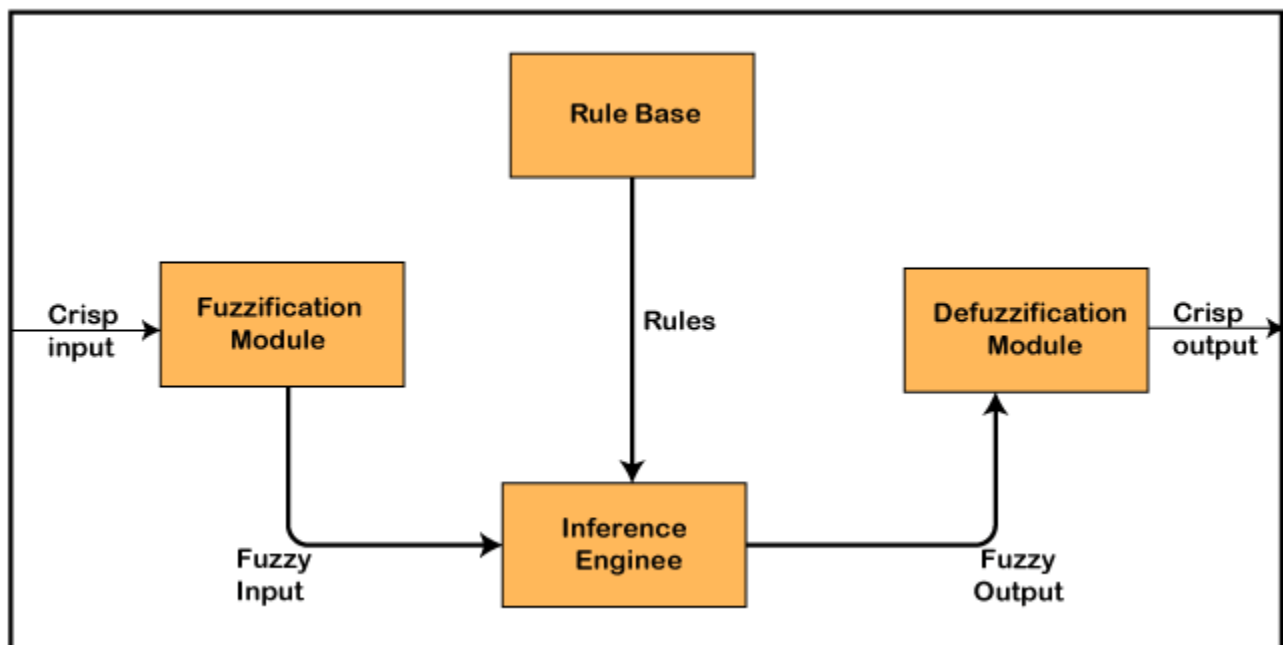 Rule Base
Crisp
input
Fuzzification
Module
Rules
Defuzzification
Module
Crisp
output
Fuzzy
Input
Inference
Enginee
Fuzzy
Output